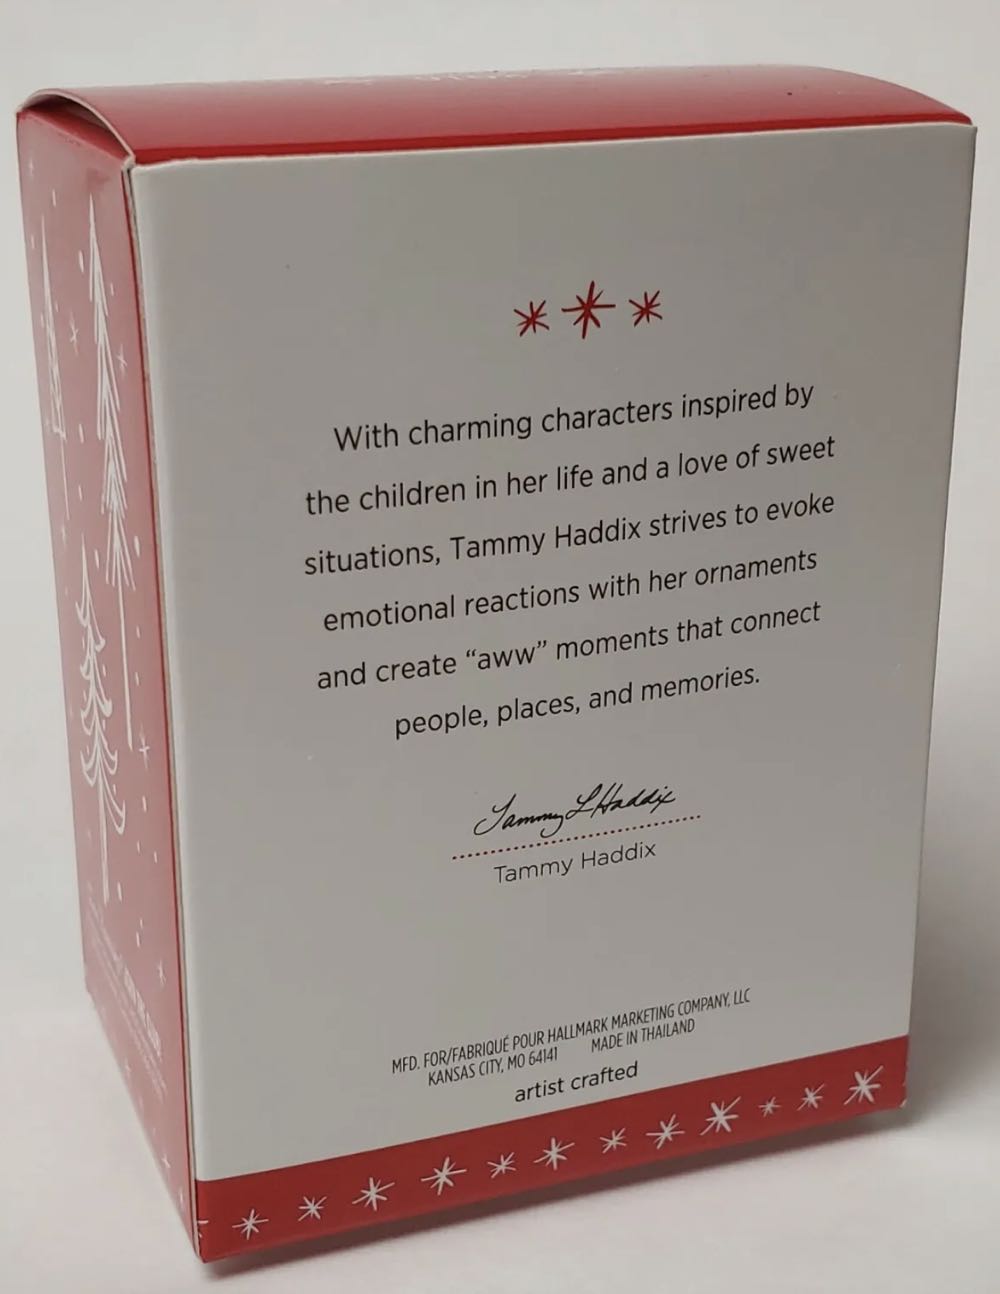 With charming characters inspired by
the children in her life and a love of sweet
situations, Tammy Haddix strives to evoke
emotional reactions with her ornaments
and create “aww” moments that connect
people, places, and memories.
Tammy L Haddix
Tammy Haddix
MFD. FOR/FABRIQUÉ POUR HALLMARK MARKETING COMPANY, LLC
KANSAS CITY, MO 64141 MADE IN THAILAND
artist crafted